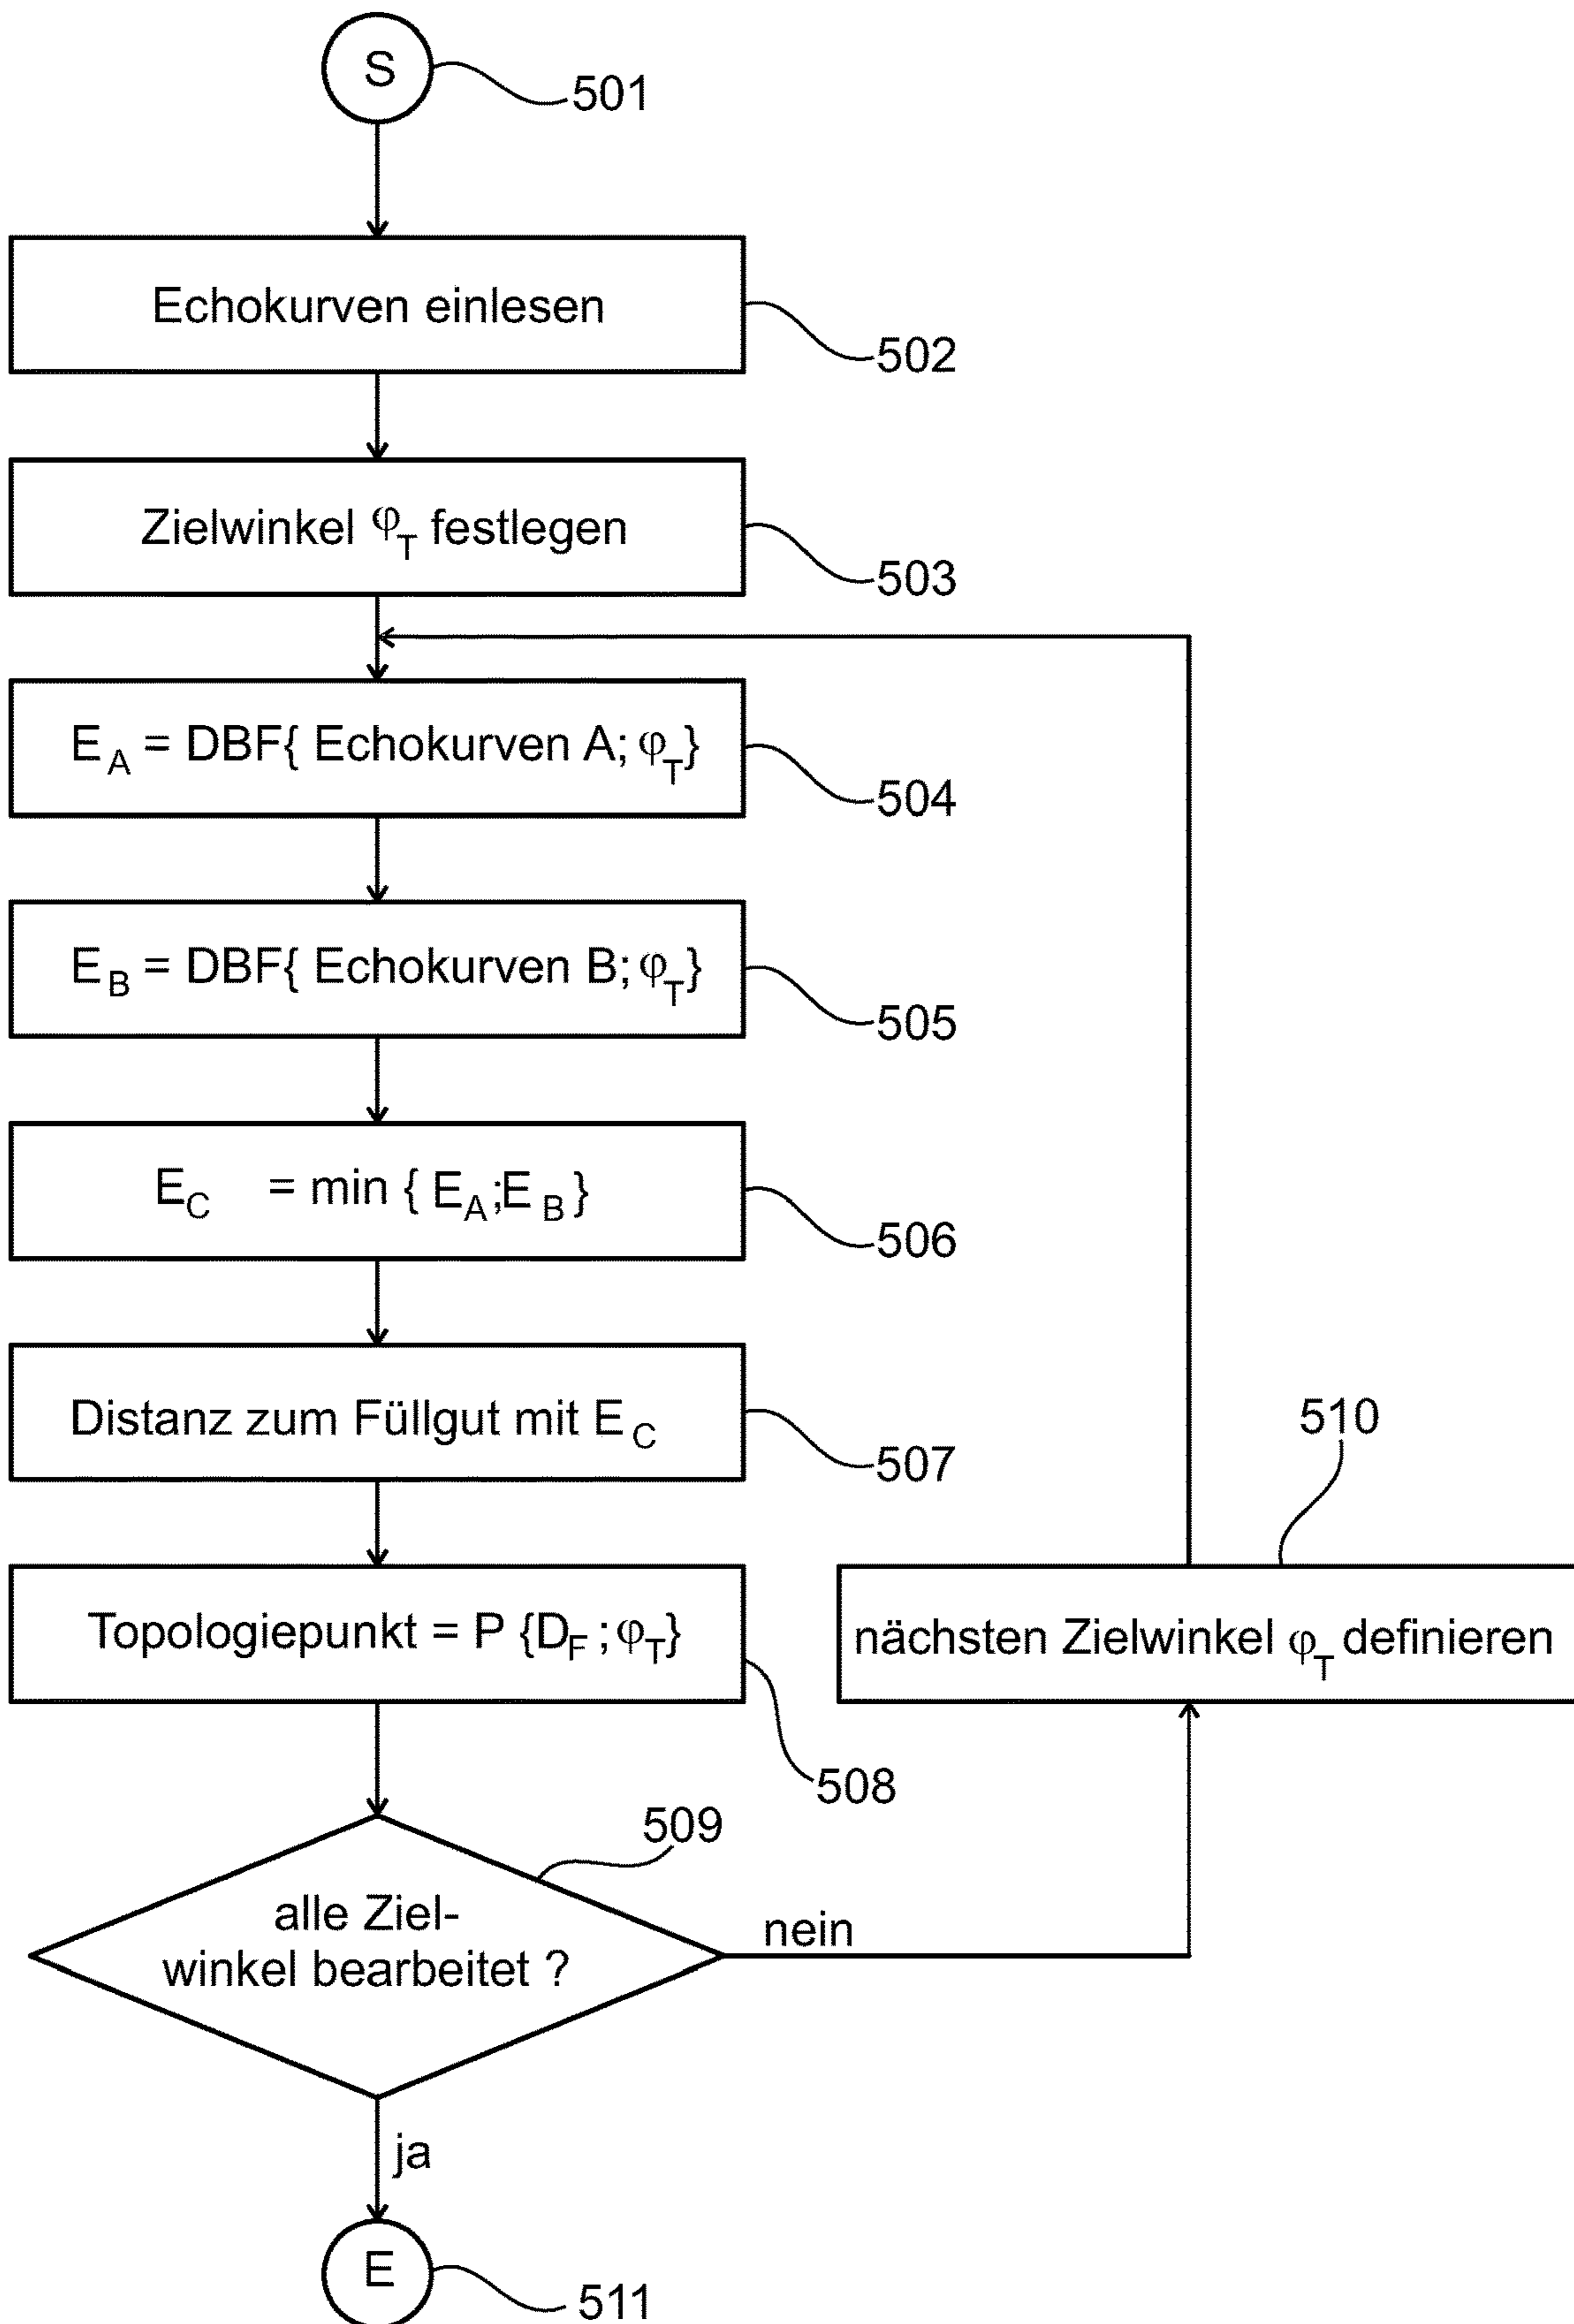 S
501
Echokurven einlesen
502
Zielwinkel φT festlegen
503
EA = DBF{ Echokurven A; φT}
504
EB = DBF{ Echokurven B; φT}
505
EC = min { EA;EB }
506
Distanz zum Füllgut mit EC
507
510
Topologiepunkt = P {DF ; φT}
nächsten Zielwinkel φT definieren
508
509
alle Ziel-
winkel bearbeitet ?
nein
ja
E
511